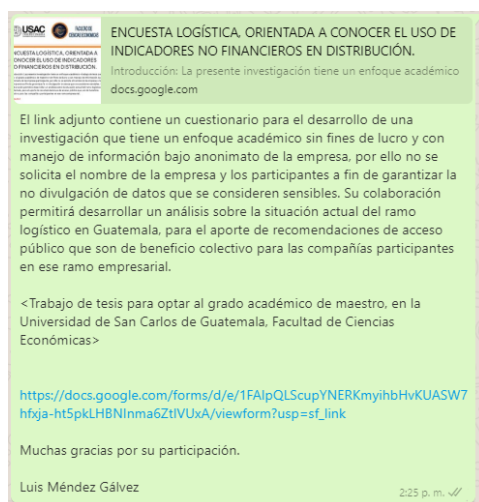 USAC
ENCUESTA LOGÍSTICA, ORIENTADA A CONOCER EL USO DE
INDICADORES NO FINANCIEROS EN DISTRIBUCIÓN.
Introducción: La presente investigación tiene un enfoque académico
docs.google.com
El link adjunto contiene un cuestionario para el desarrollo de una
investigación que tiene un enfoque académico sin fines de lucro y con
manejo de información bajo anonimato de la empresa, por ello no se
solicita el nombre de la empresa y los participantes a fin de garantizar la
no divulgación de datos que se consideren sensibles. Su colaboración
permitirá desarrollar un análisis sobre la situación actual del ramo
logístico en Guatemala, para el aporte de recomendaciones de acceso
público que son de beneficio colectivo para las compañías participantes
en ese ramo empresarial.
<Trabajo de tesis para optar al grado académico de maestro, en la
Universidad de San Carlos de Guatemala, Facultad de Ciencias
Económicas>
https://docs.google.com/forms/d/e/1FAIpQLScupYNERKmyihbHvKUASW7
hfxja-ht5pkLHBNInma6ZtIVUxA/viewform?usp=sf_link
Muchas gracias por su participación.
Luis Méndez Gálvez
2:25 p. m.